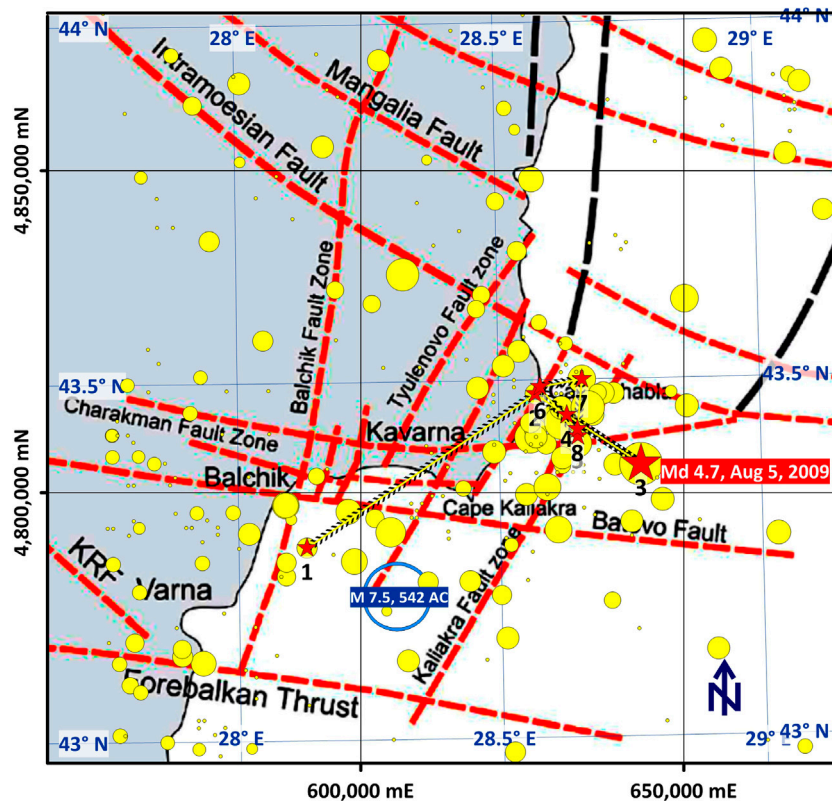 44° N
28° E
28.5° E
29° E
44° N
Intramoesian Fault
Mangalia Fault
4,850,000 mN
Balchik Fault Zone
Tyulenovo Fault zone
43.5° N
43.5° N
Charakman Fault Zone
Kavarna
6
7
2
4
8
3
Md 4.7, Aug 5, 2009
Balchik
4,800,000 mN
Cape Kaliakra
Fault
1
KRF
Varna
M 7.5, 542 AC
Kaliakra Fault zone
Forebalkan Thrust
N
43° N
28° E
28.5° E
29°
43° N
600,000 mE
650,000 mE